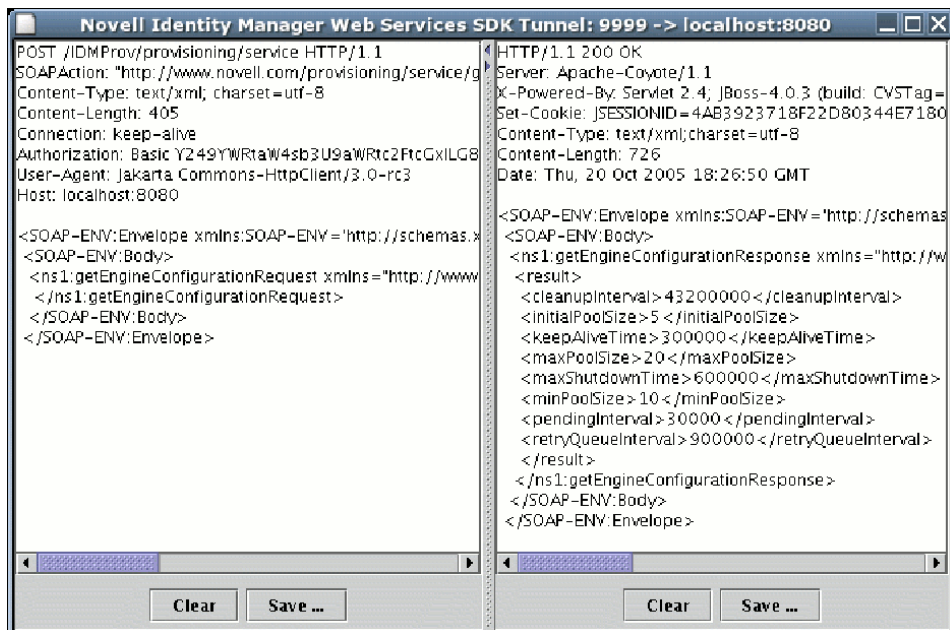 Novell Identity Manager Web Services SDK Tunnel: 9999 -> localhost:8080
POST /IDMProv/provisioning/service HTTP/1.1
SOAPAction: "http://www.novell.com/provisioning/service/g
Content-Type: text/xml; charset=utf-8
Content-Length: 405
Connection: keep-alive
Authorization: Basic Y249YWRtaW4sb3U9aWRtc2FtcGxlLG8
User-Agent: Jakarta Commons-HttpClient/3.0-rc3
Host: localhost:8080
<SOAP-ENV:Envelope xmlns:SOAP-ENV='http://schemas.x
<SOAP-ENV:Body>
<ns1:getEngineConfigurationRequest xmlns="http://www
</ns1:getEngineConfigurationRequest>
</SOAP-ENV:Body>
</SOAP-ENV:Envelope>
Clear
Save ...
HTTP/1.1 200 OK
Server: Apache-Coyote/1.1
X-Powered-By: Servlet 2.4; JBoss-4.0.3 (build: CVSTag=
Set-Cookie: JSESSIONID=4AB3923718F22D80344E7180
Content-Type: text/xml;charset=utf-8
Content-Length: 726
Date: Thu, 20 Oct 2005 18:26:50 GMT
<SOAP-ENV:Envelope xmlns:SOAP-ENV='http://schemas
<SOAP-ENV:Body>
<ns1:getEngineConfigurationResponse xmlns="http://w
<result>
<cleanupInterval>43200000</cleanupInterval>
<initialPoolSize>5</initialPoolSize>
<keepAliveTime>300000</keepAliveTime>
<maxPoolSize>20</maxPoolSize>
<maxShutdownTime>600000</maxShutdownTime>
<minPoolSize>10</minPoolSize>
<pendingInterval>30000</pendingInterval>
<retryQueueInterval>900000</retryQueueInterval>
</result>
</ns1:getEngineConfigurationResponse>
</SOAP-ENV:Body>
</SOAP-ENV:Envelope>
Clear
Save ...